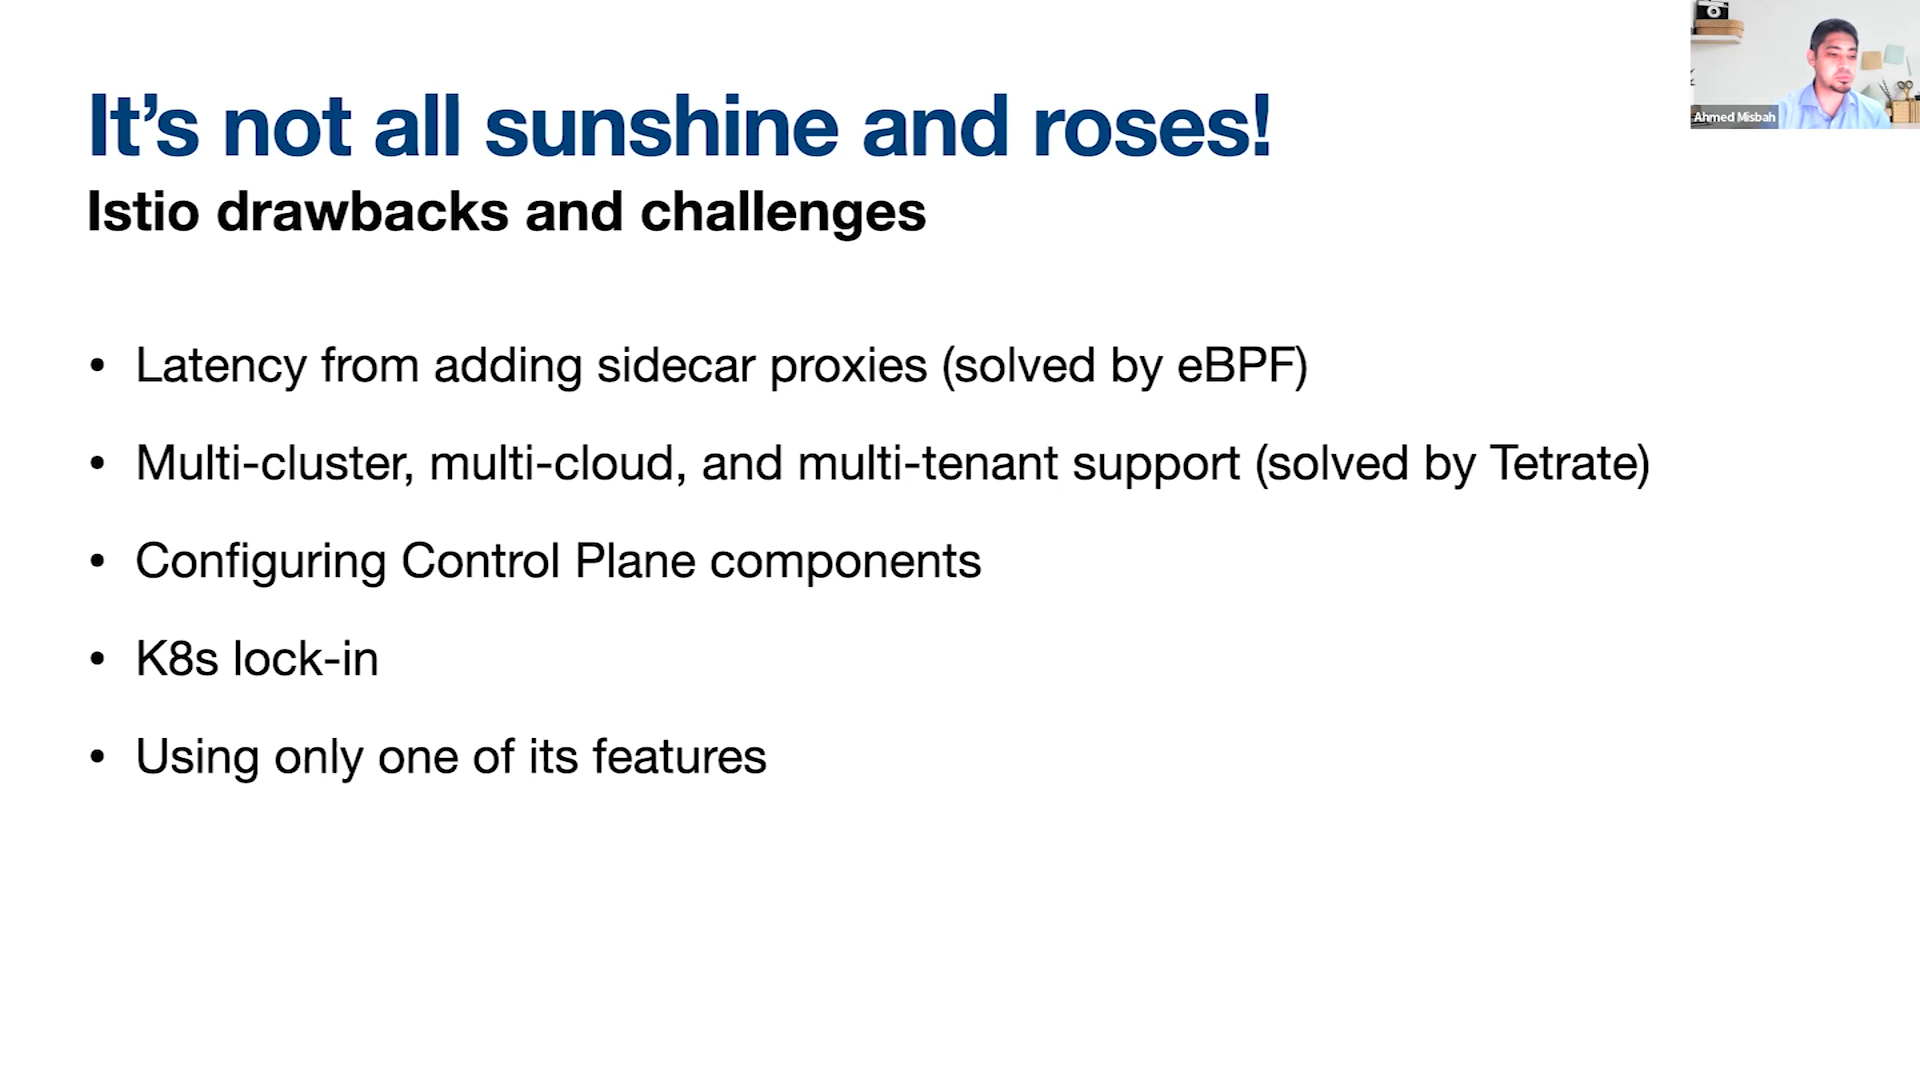 It’s not all sunshine and roses!
Istio drawbacks and challenges
• Latency from adding sidecar proxies (solved by eBPF)
• Multi-cluster, multi-cloud, and multi-tenant support (solved by Tetrate)
• Configuring Control Plane components
• K8s lock-in
• Using only one of its features
Ahmed Misbah